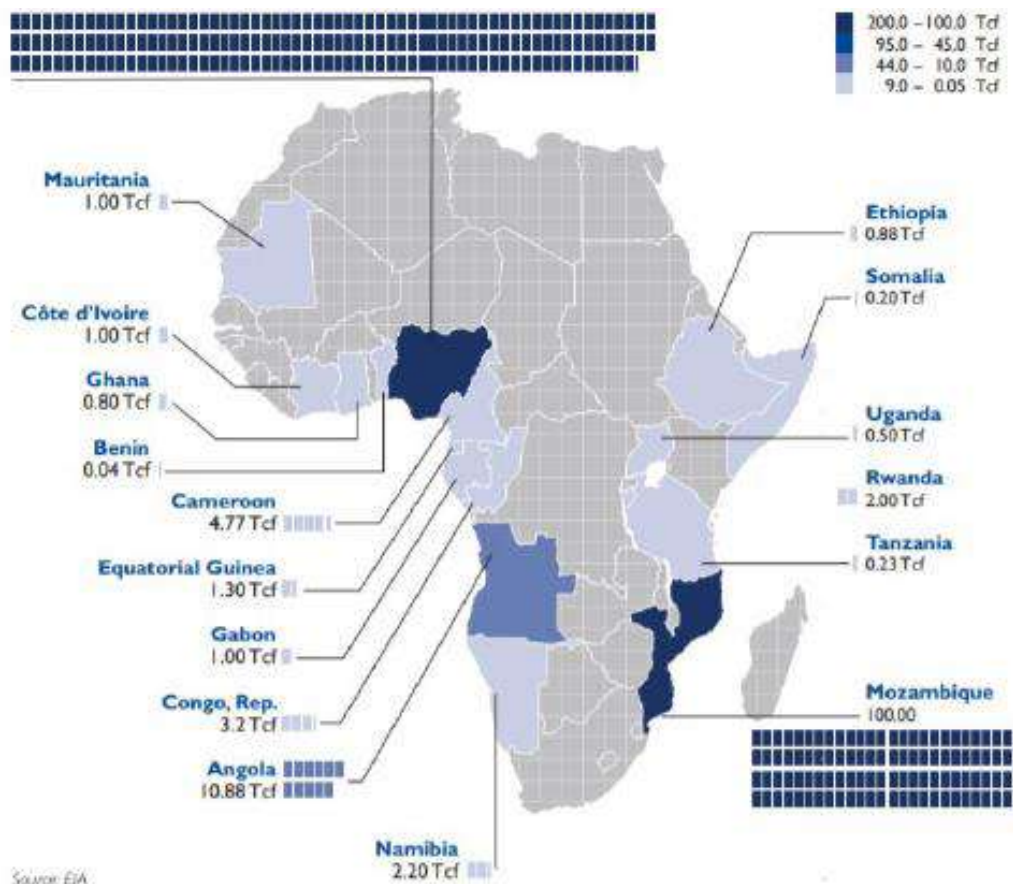 200.0 – 100.0 Tcf
95.0 – 45.0 Tcf
44.0 – 10.0 Tcf
9.0 – 0.05 Tcf
Mauritania
1.00 Tcf
Côte d'Ivoire
1.00 Tcf
Ghana
0.80 Tcf
Benin
0.04 Tcf
Cameroon
4.77 Tcf
Equatorial Guinea
1.30 Tcf
Gabon
1.00 Tcf
Congo, Rep.
3.2 Tcf
Angola
10.88 Tcf
Namibia
2.20 Tcf
Ethiopia
0.88 Tcf
Somalia
0.20 Tcf
Uganda
0.50 Tcf
Rwanda
2.00 Tcf
Tanzania
0.23 Tcf
Mozambique
100.00
Source: EIA